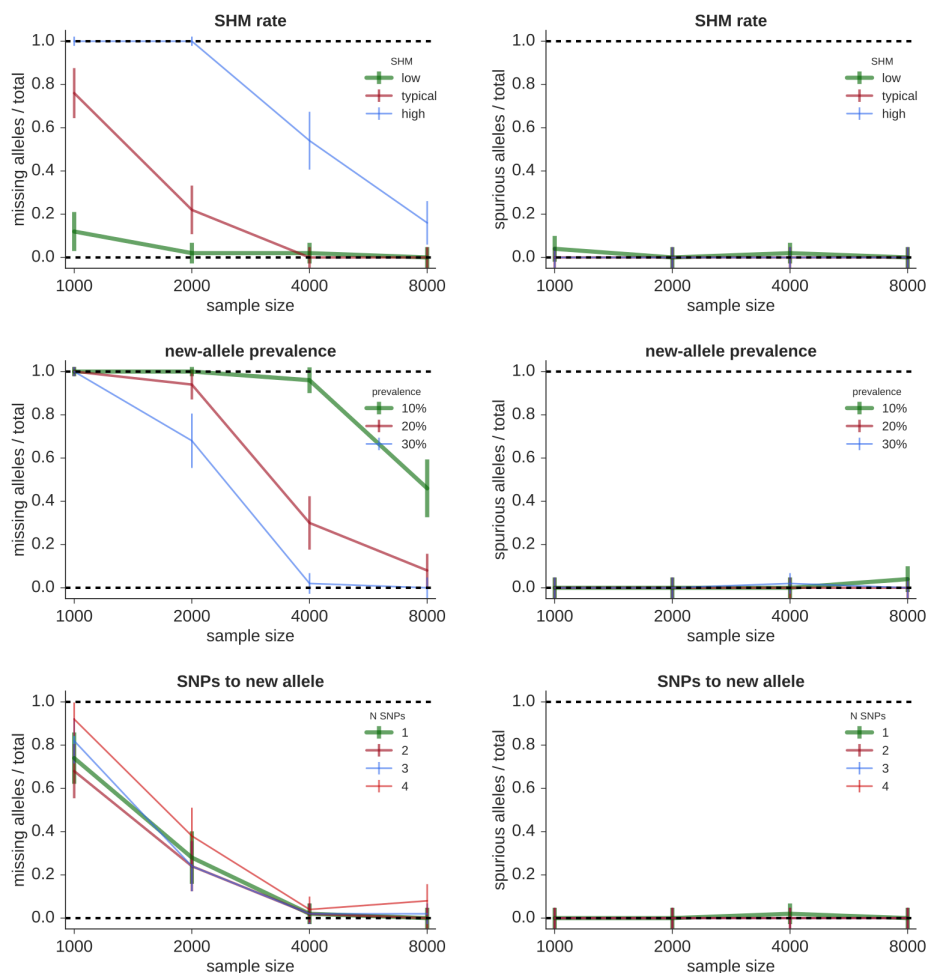 SHM rate
missing alleles / total
1.0
0.8
0.6
0.4
0.2
0.0
SHM
low
typical
high
1000 2000 4000 8000
sample size
SHM rate
spurious alleles / total
1.0
0.8
0.6
0.4
0.2
0.0
SHM
low
typical
high
1000 2000 4000 8000
sample size
new-allele prevalence
missing alleles / total
1.0
0.8
0.6
0.4
0.2
0.0
prevalence
10%
20%
30%
1000 2000 4000 8000
sample size
new-allele prevalence
spurious alleles / total
1.0
0.8
0.6
0.4
0.2
0.0
prevalence
10%
20%
30%
1000 2000 4000 8000
sample size
SNPs to new allele
missing alleles / total
1.0
0.8
0.6
0.4
0.2
0.0
N SNPs
1
2
3
4
1000 2000 4000 8000
sample size
SNPs to new allele
spurious alleles / total
1.0
0.8
0.6
0.4
0.2
0.0
N SNPs
1
2
3
4
1000 2000 4000 8000
sample size